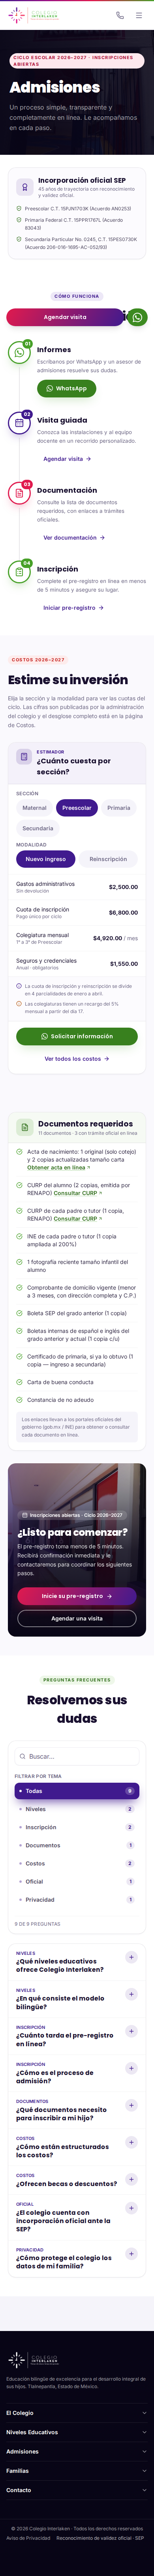 COLEGIO
INTERLAKEN
CICLO ESCOLAR 2026–2027 · INSCRIPCIONES
ABIERTAS
Admisiones
Un proceso simple, transparente y
completamente en línea. Le acompañamos
en cada paso.
Incorporación oficial SEP
45 años de trayectoria con reconocimiento
y validez oficial.
Preescolar C.T. 15PJN1703K (Acuerdo AN0253)
Primaria Federal C.T. 15PPR1767L (Acuerdo
93043)
Secundaria Particular No. 0245, C.T. 15PES0730K
(Acuerdo 206-016-1695-AC-052/93)
CÓMO FUNCIONA
Agendar visita
01
Informes
Escríbanos por WhatsApp y un asesor de
admisiones resuelve sus dudas.
WhatsApp
02
Visita guiada
Conozca las instalaciones y al equipo
docente en un recorrido personalizado.
Agendar visita
03
Documentación
Consulte la lista de documentos
requeridos, en originales y tramites
oficiales.
Ver documentación
04
Inscripción
Complete el pre-registro en línea en menos
de 5 minutos y asegure su lugar.
Iniciar pre-registro
COSTOS 2026–2027
Estime su inversión
Elija la sección y la modalidad para ver las cuotas del
ciclo. Las cifras son publicadas por la administración
del colegio y el desglose completo está en la página de
Costos.
ESTIMADOR
¿Cuánto cuesta por
sección?
SECCIÓN
Maternal
Preescolar
Primaria
Secundaria
MODALIDAD
Nuevo ingreso
Reinscripción
Gastos administrativos
Sin devolución
$2,500.00
Cuota de inscripción
Pago único por ciclo
$6,800.00
Colegiatura mensual
1° a 3° de Preescolar
$4,920.00 / mes
Seguros y credenciales
Anual · obligatorios
$1,550.00
La cuota de inscripción y reinscripción se divide
en 4 parcialidades de enero a abril.
Las colegiaturas tienen un recargo del 5%
mensual a partir del día 17.
Solicitar información
Ver todos los costos
Documentos requeridos
11 documentos · 3 con trámite oficial en línea
Acta de nacimiento: 1 original (solo cotejo)
y 2 copias actualizadas tamaño carta
Obtener acta en línea
CURP del alumno (2 copias, emitida por
RENAPO) Consultar CURP
CURP de cada padre o tutor (1 copia,
RENAPO) Consultar CURP
INE de cada padre o tutor (1 copia
ampliada al 200%)
1 fotografía reciente tamaño infantil del
alumno
Comprobante de domicilio vigente (menor
a 3 meses, con dirección completa y C.P.)
Boleta SEP del grado anterior (1 copia)
Boletas internas de español e inglés del
grado anterior y actual (1 copia c/u)
Certificado de primaria, si ya lo obtuvo (1
copia — ingreso a secundaria)
Carta de buena conducta
Constancia de no adeudo
Los enlaces llevan a los portales oficiales del
gobierno (gob.mx / INE) para obtener o consultar
cada documento en línea.
Inscripciones abiertas · Ciclo 2026–2027
¿Listo para comenzar?
El pre-registro toma menos de 5 minutos.
Recibirá confirmación inmediata y le
contactaremos para coordinar los siguientes
pasos.
Inicie su pre-registro
Agendar una visita
PREGUNTAS FRECUENTES
Resolvemos sus
dudas
Buscar...
FILTRAR POR TEMA
Todas 9
Niveles 2
Inscripción 2
Documentos 1
Costos 2
Oficial 1
Privacidad 1
9 DE 9 PREGUNTAS
NIVELES
¿Qué niveles educativos
ofrece Colegio Interlaken?
NIVELES
¿En qué consiste el modelo
bilingüe?
INSCRIPCIÓN
¿Cuánto tarda el pre-registro
en línea?
INSCRIPCIÓN
¿Cómo es el proceso de
admisión?
DOCUMENTOS
¿Qué documentos necesito
para inscribir a mi hijo?
COSTOS
¿Cómo están estructurados
los costos?
COSTOS
¿Ofrecen becas o descuentos?
OFICIAL
¿El colegio cuenta con
incorporación oficial ante la
SEP?
PRIVACIDAD
¿Cómo protege el colegio los
datos de mi familia?
COLEGIO
INTERLAKEN
Educación bilingüe de excelencia para el desarrollo integral de
sus hijos. Tlalnepantla, Estado de México.
El Colegio
Niveles Educativos
Admisiones
Familias
Contacto
© 2026 Colegio Interlaken · Todos los derechos reservados.
Aviso de Privacidad Reconocimiento de validez oficial · SEP